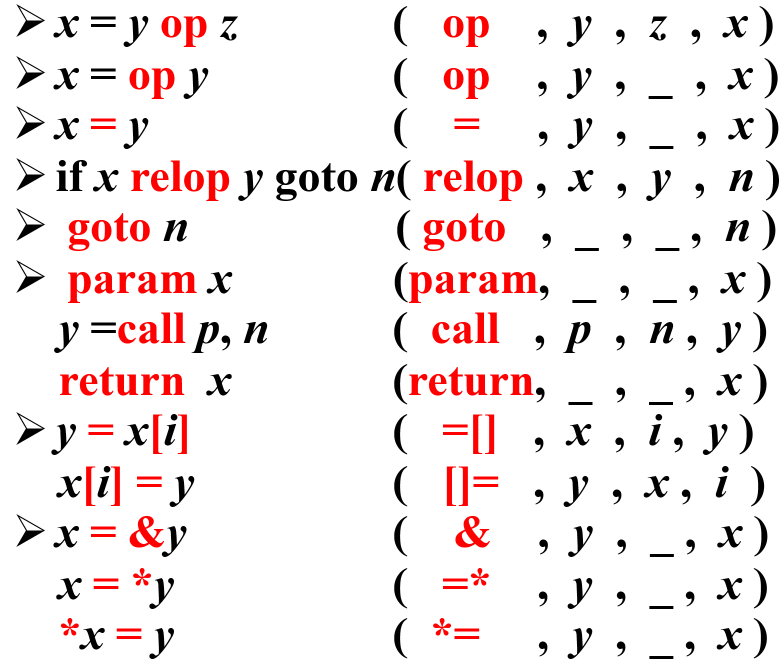 ➢ x = y op z ( op , y , z , x )
➢ x = op y ( op , y , _ , x )
➢ x = y ( = , y , _ , x )
➢ if x relop y goto n( relop , x , y , n )
➢ goto n ( goto , _ , _ , n )
➢ param x (param, _ , _ , x )
y =call p, n ( call , p , n , y )
return x (return, _ , _ , x )
➢ y = x[i] ( =[] , x , i , y )
x[i] = y ( []= , y , x , i )
➢ x = &y ( & , y , _ , x )
x = *y ( =* , y , _ , x )
*x = y ( *= , y , _ , x )